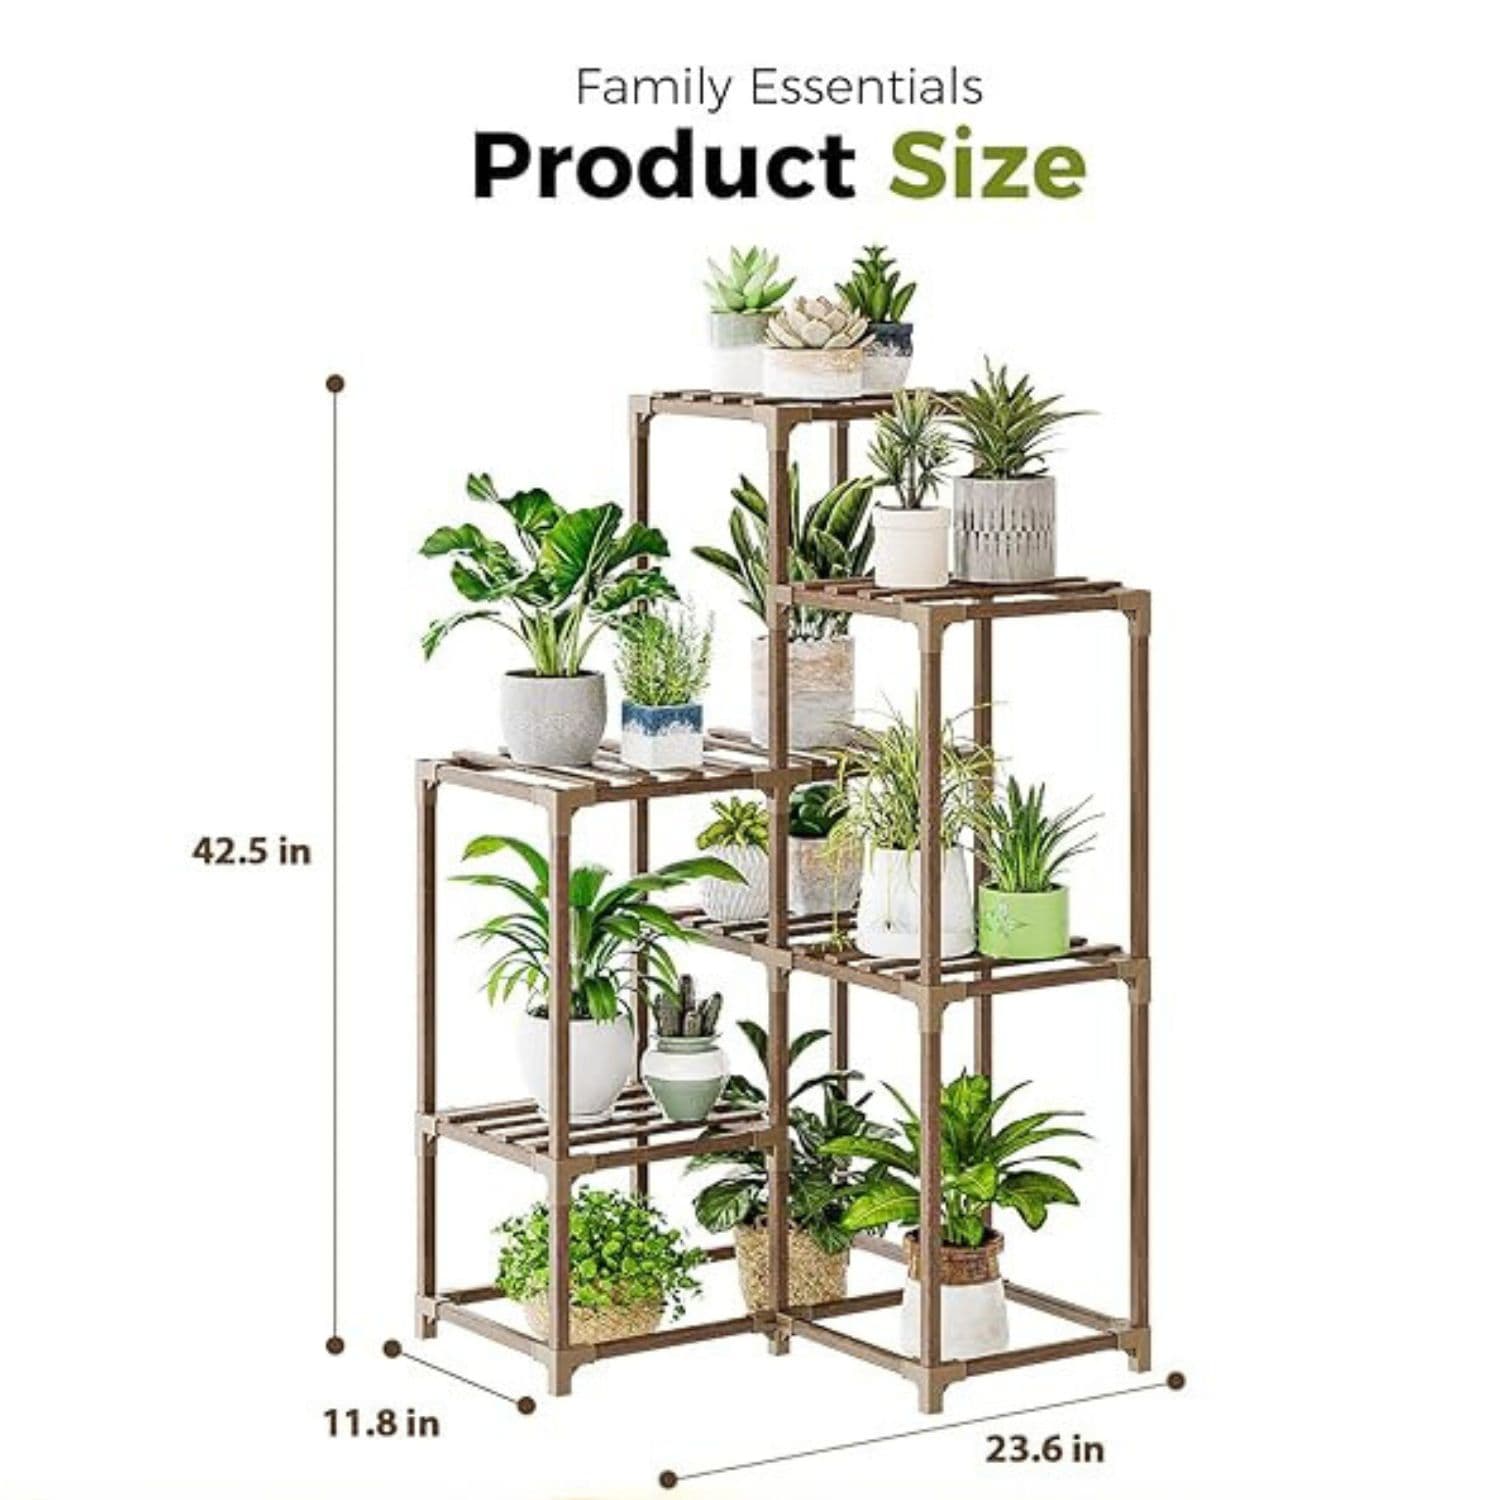 Family Essentials
Product Size
42.5 in
11.8 in
23.6 in